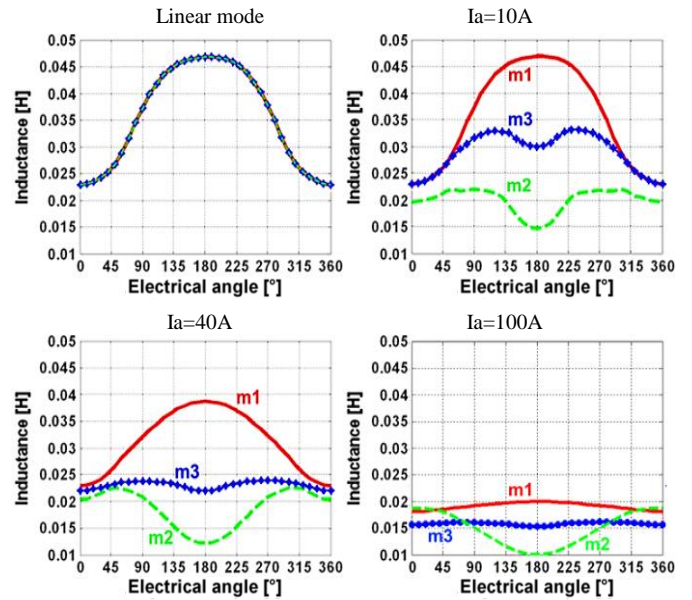 Linear mode
Inductance [H]
0.05
0.045
0.04
0.035
0.03
0.025
0.02
0.015
0.01
0 45 90 135 180 225 270 315 360
Electrical angle [°]
Ia=10A
Inductance [H]
0.05
0.045
0.04
0.035
0.03
0.025
0.02
0.015
0.01
m1
m3
m2
0 45 90 135 180 225 270 315 360
Electrical angle [°]
Ia=40A
Inductance [H]
0.05
0.045
0.04
0.035
0.03
0.025
0.02
0.015
0.01
m1
m3
m2
0 45 90 135 180 225 270 315 360
Electrical angle [°]
Ia=100A
Inductance [H]
0.05
0.045
0.04
0.035
0.03
0.025
0.02
0.015
0.01
m1
m3
m2
0 45 90 135 180 225 270 315 360
Electrical angle [°]